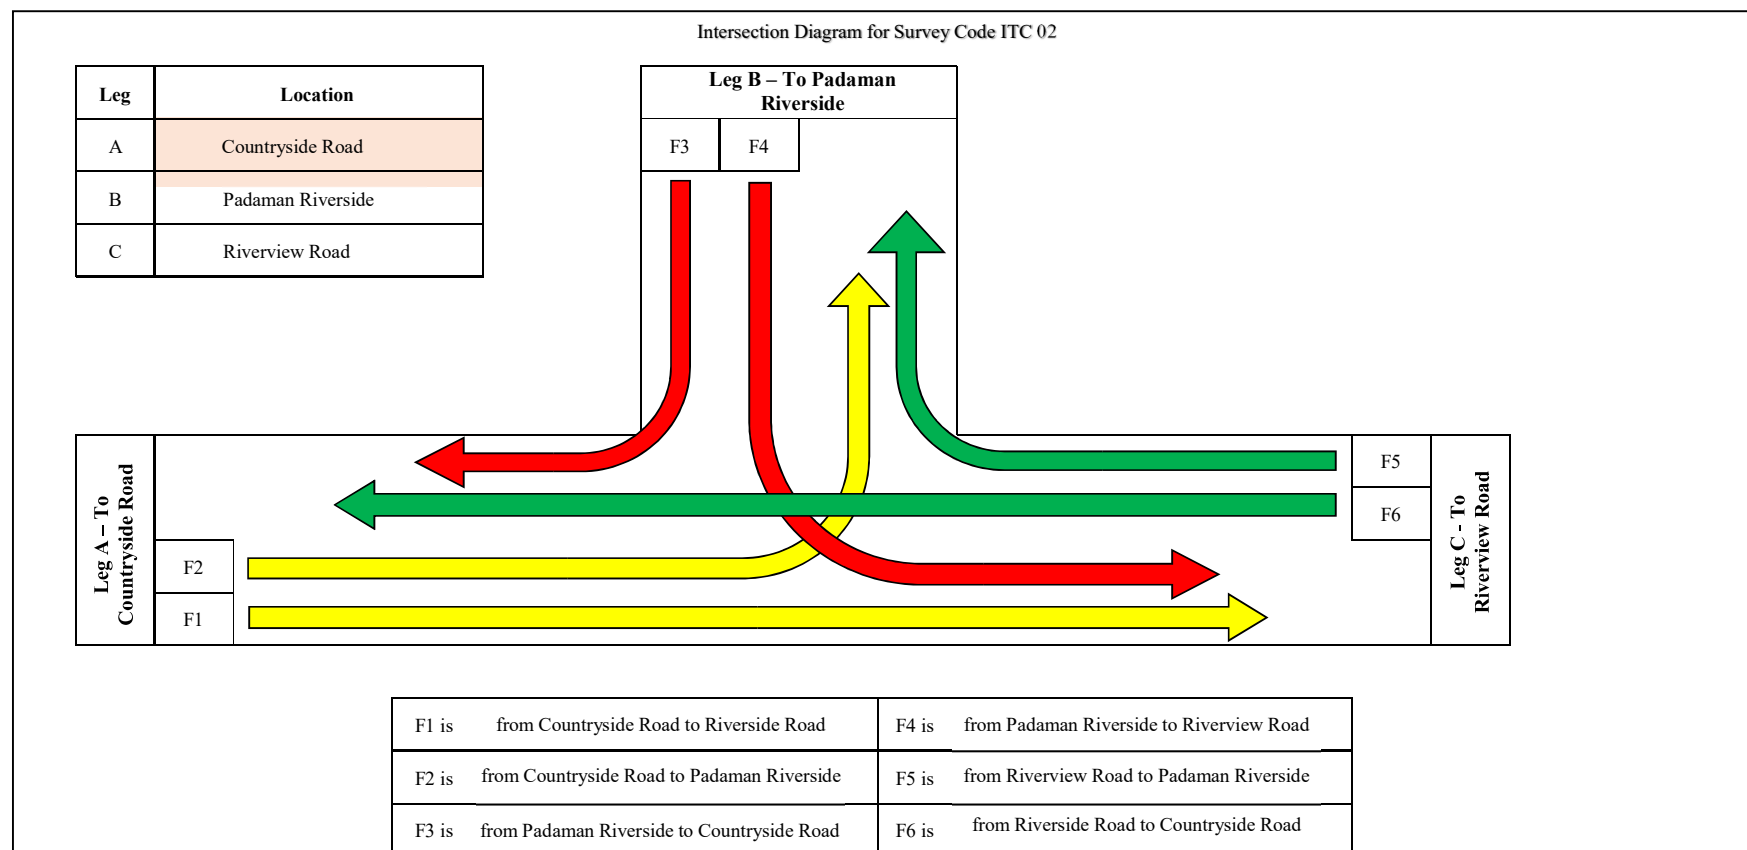 Intersection Diagram for Survey Code ITC 02
Leg Location
A Countryside Road
B Padaman Riverside
C Riverview Road
Leg B – To Padaman
Riverside
F3 F4
Leg A – To
Countryside Road
F2
F1
F5
F6
Leg C - To
Riverview Road
F1 is from Countryside Road to Riverside Road
F4 is from Padaman Riverside to Riverview Road
F2 is from Countryside Road to Padaman Riverside
F5 is from Riverview Road to Padaman Riverside
F3 is from Padaman Riverside to Countryside Road
F6 is from Riverside Road to Countryside Road